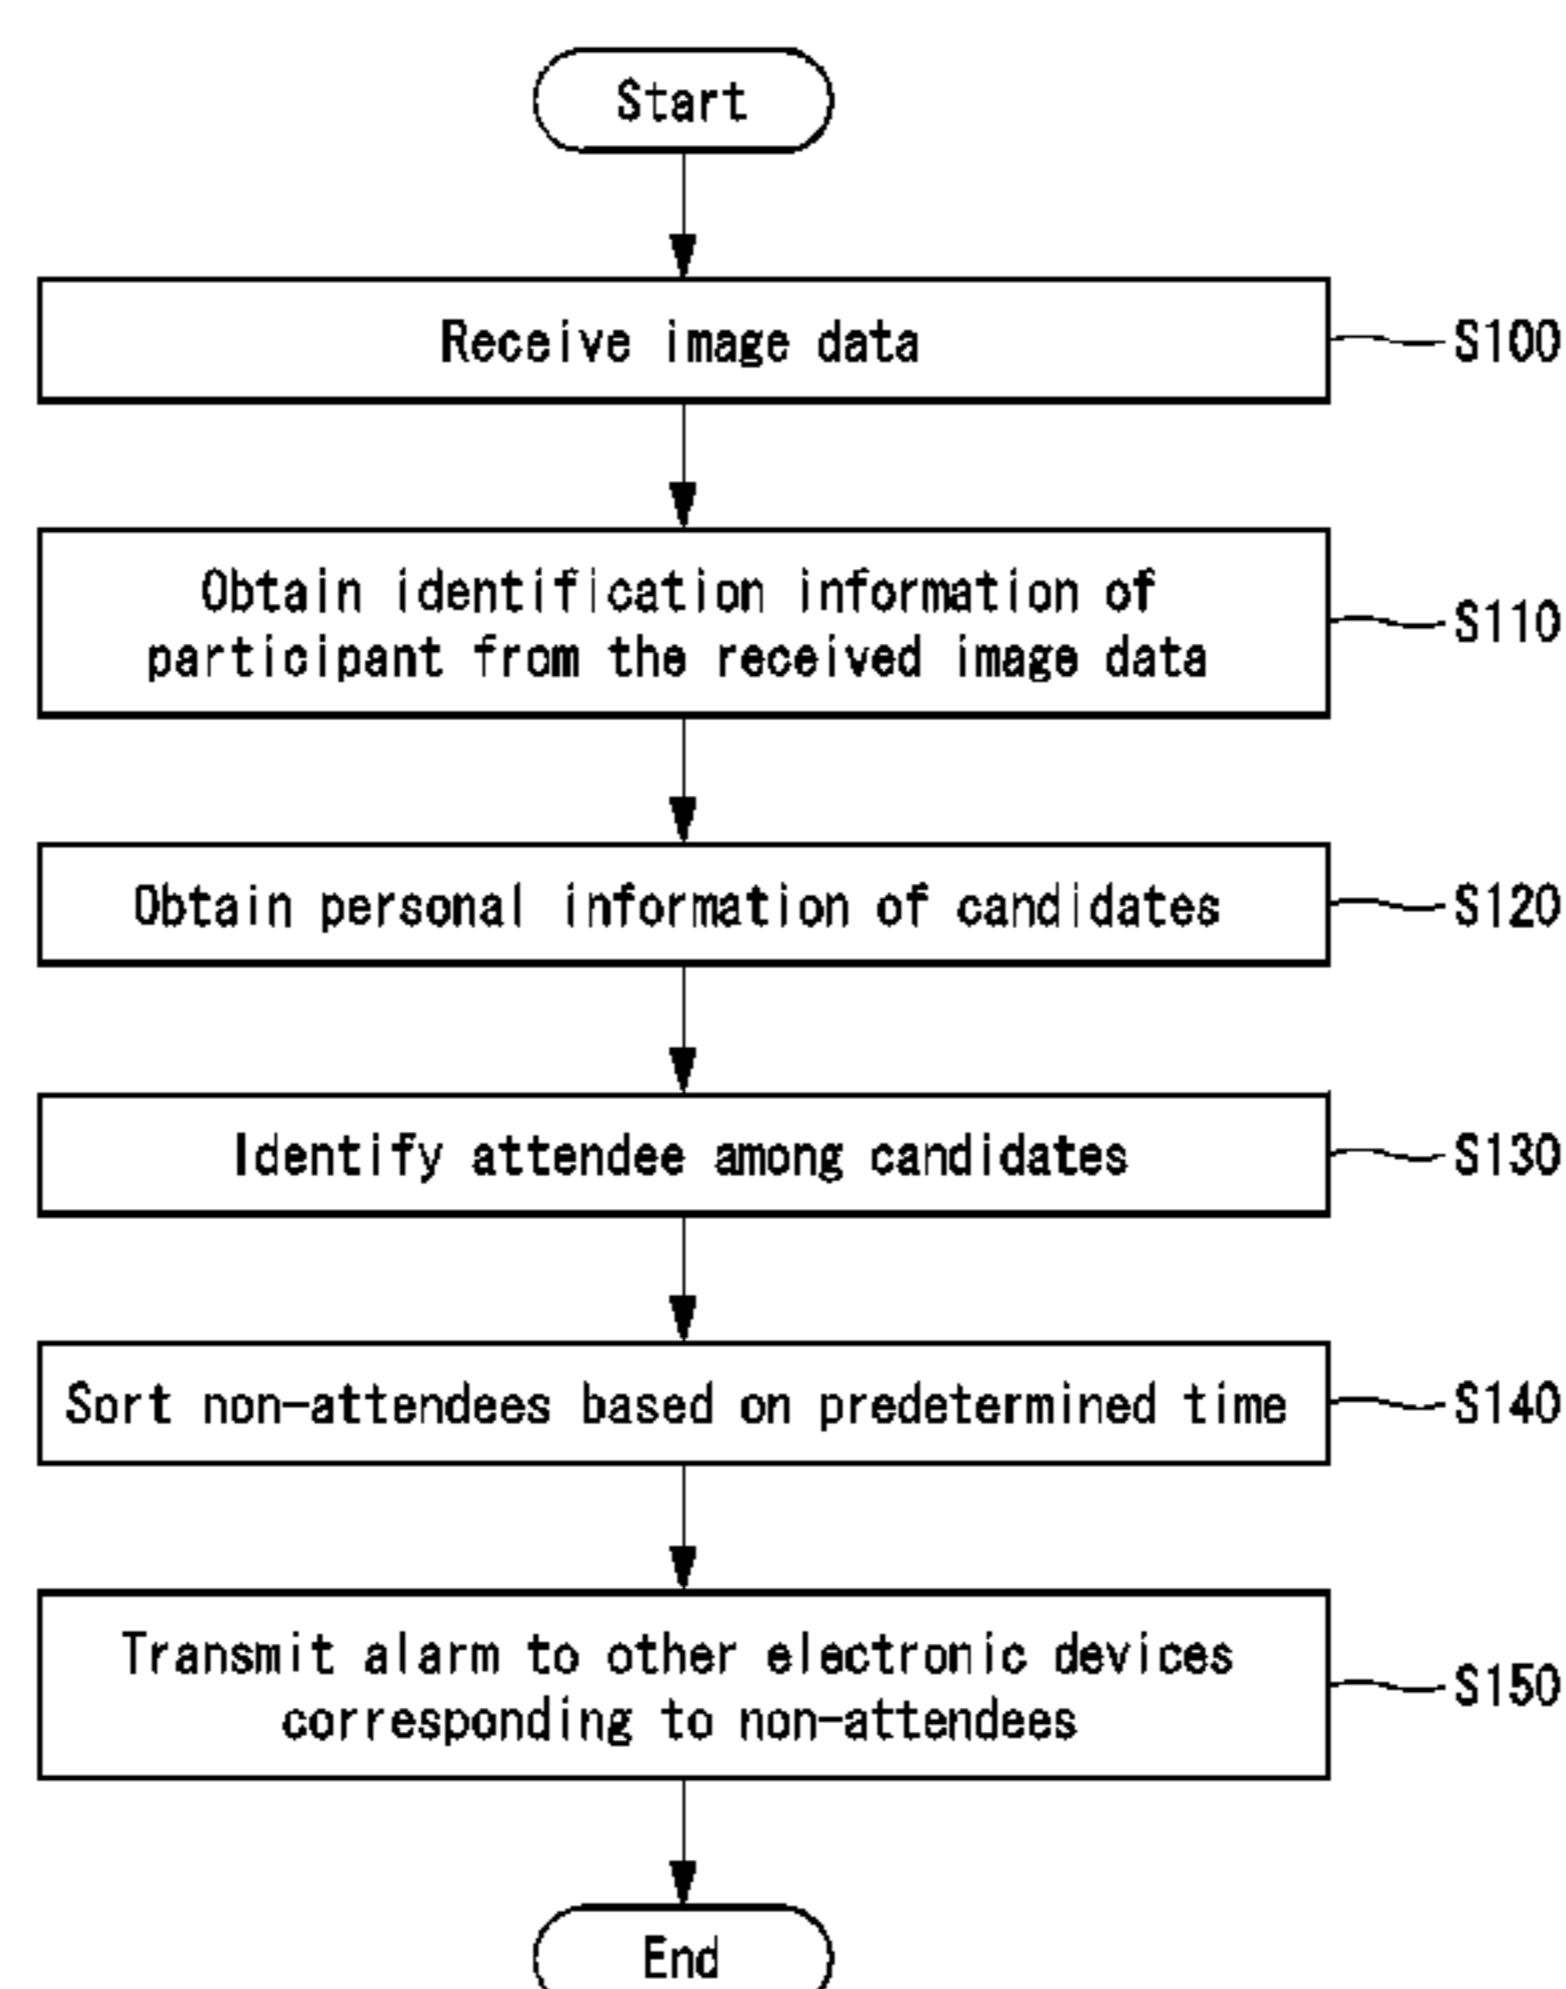 Start
Receive image data
S100
Obtain identification information of
participant from the received image data
S110
Obtain personal information of candidates
S120
Identify attendee among candidates
S130
Sort non-attendees based on predetermined time
S140
Transmit alarm to other electronic devices
corresponding to non-attendees
S150
End